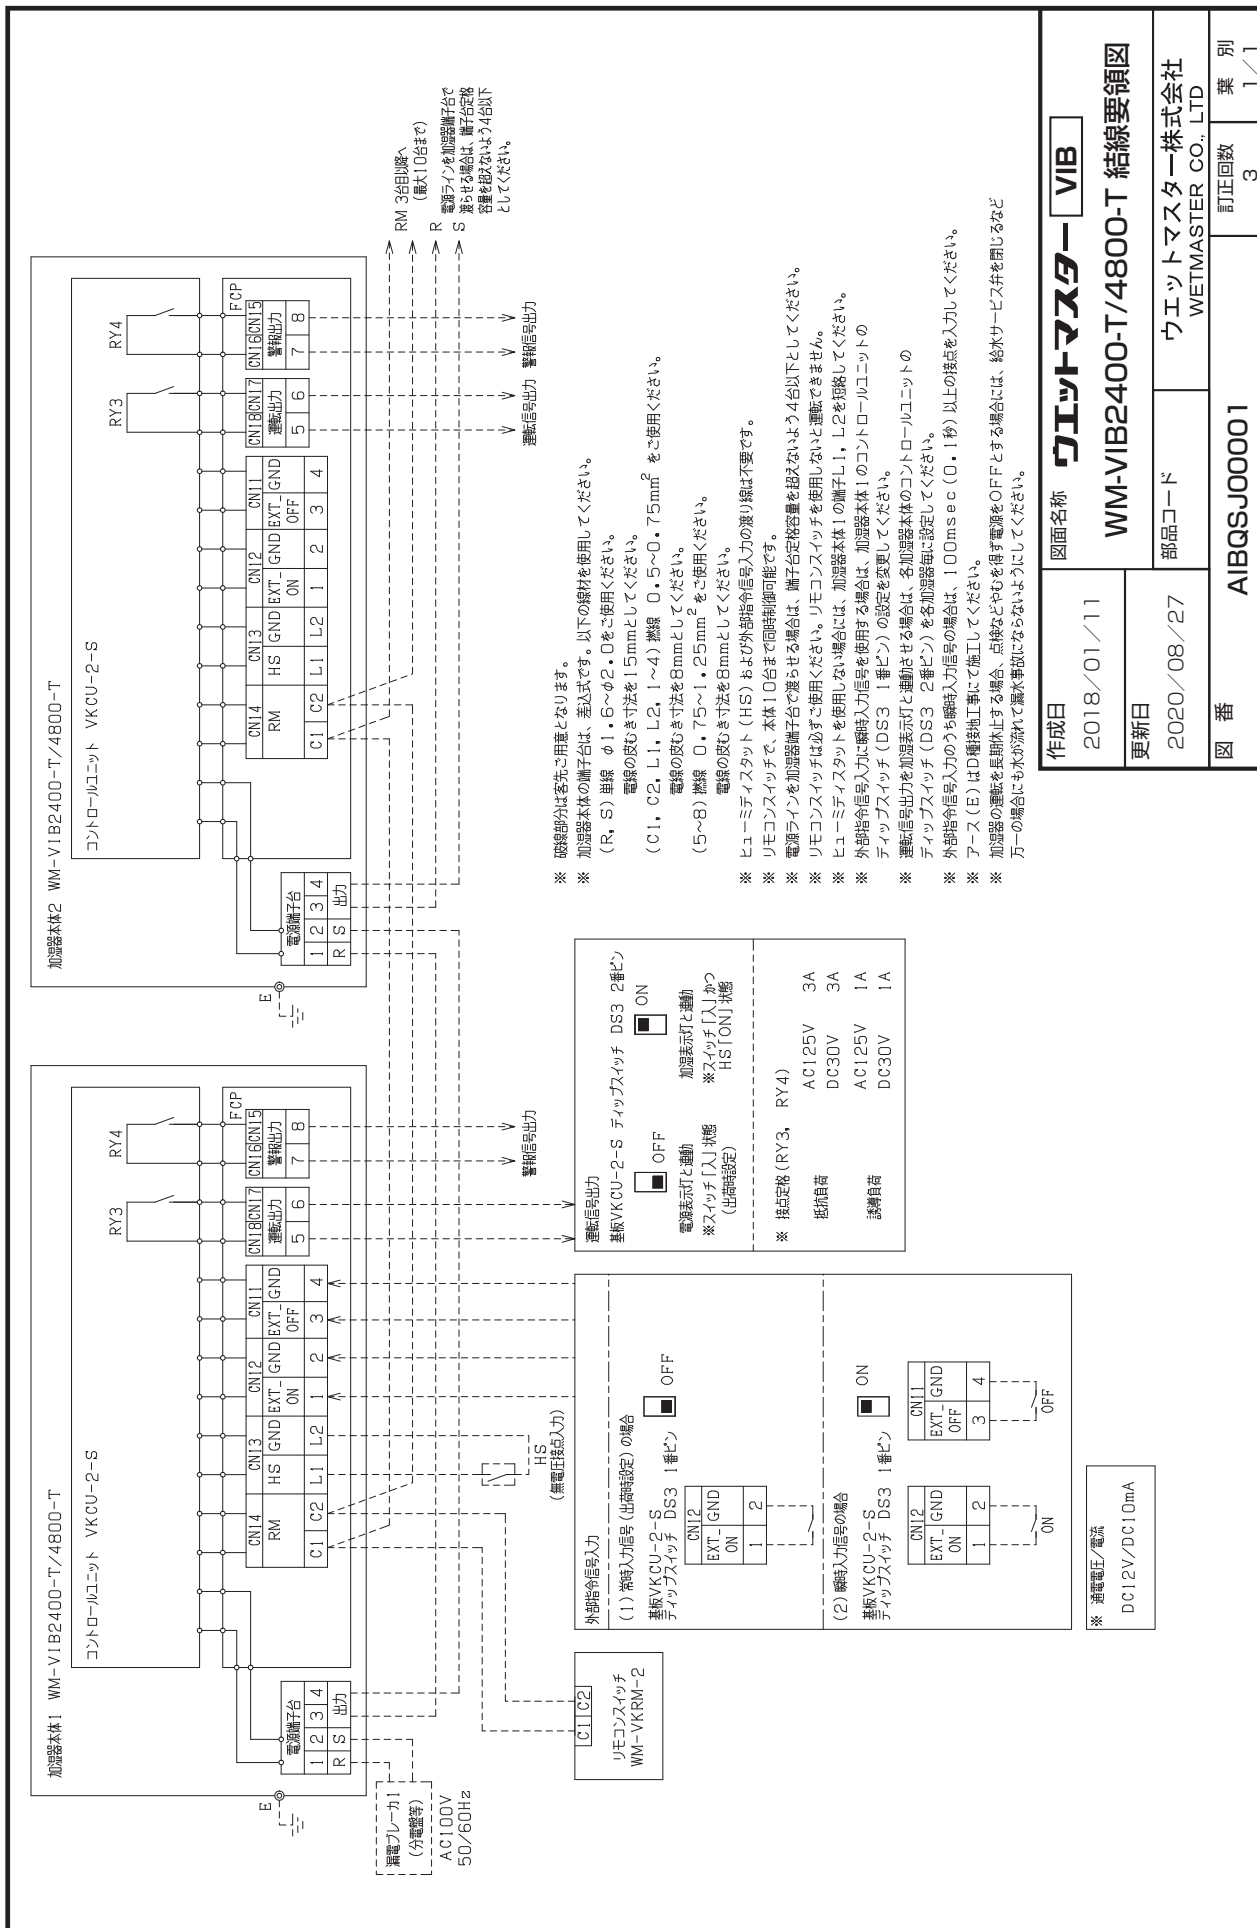 加湿器本体1 WM-VIB2400-T/4800-T
コントロールユニット VKCU-2-S
RY3
RY4
FCP
CN14
CN13
CN12
CN11
CN18
CN17
CN16
CN15
RM
HS
GND
EXT_ON
GND
EXT_OFF
GND
運転出力
警報出力
C1
C2
L1
L2
1
2
3
4
5
6
7
8
電源端子台
1
2
3
4
R
S
出力
E
漏電ブレーカ1
(分電盤等)
AC100V
50/60Hz
HS
(無電圧接点入力)
警報信号出力
加湿器本体2 WM-VIB2400-T/4800-T
コントロールユニット VKCU-2-S
RY3
RY4
FCP
CN14
CN13
CN12
CN11
CN18
CN17
CN16
CN15
RM
HS
GND
EXT_ON
GND
EXT_OFF
GND
運転出力
警報出力
C1
C2
L1
L2
1
2
3
4
5
6
7
8
電源端子台
1
2
3
4
R
S
出力
E
運転信号出力
警報信号出力
RM 3台目以降へ
(最大10台まで)
R
S
電源ラインを加湿器端子台で
渡らせる場合は、端子台定格
容量を超えないよう4台以下
としてください。
C1
C2
リモコンスイッチ
WM-VKRM-2
外部指令信号入力
(1) 常時入力信号(出荷時設定)の場合
基板VKCU-2-S
ディップスイッチ DS3 1番ピン
OFF
CN12
EXT_ON
GND
1
2
(2) 瞬時入力信号の場合
基板VKCU-2-S
ディップスイッチ DS3 1番ピン
ON
CN12
EXT_ON
GND
1
2
ON
CN11
EXT_OFF
GND
3
4
OFF
※ 通電電圧/電流
DC12V/DC10mA
運転信号出力
基板VKCU-2-S ディップスイッチ DS3 2番ピン
OFF
ON
電源表示灯と連動
※スイッチ「入」状態
(出荷時設定)
加湿表示灯と連動
※スイッチ「入」かつ
HS「ON」状態
※ 接点定格(RY3, RY4)
抵抗負荷 AC125V 3A
DC30V 3A
誘導負荷 AC125V 1A
DC30V 1A
※ 破線部分は客先ご用意となります。
※ 加湿器本体の端子台は、差込式です。以下の線材を使用してください。
(R, S) 単線 φ1.6~φ2.0をご使用ください。
電線の皮むき寸法を15mmとしてください。
(C1, C2, L1, L2, 1~4) 撚線 0.5~0.75mm² をご使用ください。
電線の皮むき寸法を8mmとしてください。
(5~8) 撚線 0.75~1.25mm² をご使用ください。
電線の皮むき寸法を8mmとしてください。
※ ヒューミディスタット(HS)および外部指令信号入力の渡り線は不要です。
※ リモコンスイッチで、本体10台まで同時制御可能です。
※ 電源ラインを加湿器端子台で渡らせる場合は、端子台定格容量を超えないよう4台以下としてください。
※ リモコンスイッチは必ずご使用ください。リモコンスイッチを使用しないと運転できません。
※ ヒューミディスタットを使用しない場合には、加湿器本体1の端子L1, L2を短絡してください。
※ 外部指令信号入力に瞬時入力信号を使用する場合は、加湿器本体1のコントロールユニットの
ディップスイッチ(DS3 1番ピン)の設定を変更してください。
※ 運転信号出力を加湿表示灯と連動させる場合は、各加湿器本体のコントロールユニットの
ディップスイッチ(DS3 2番ピン)を各加湿器毎に設定してください。
※ 外部指令信号入力のうち瞬時入力信号の場合は、100msec(0.1秒)以上の接点を入力してください。
※ アース(E)はD種接地工事にて施工してください。
※ 加湿器の運転を長期休止する場合、点検などやむを得ず電源をOFFとする場合には、給水サービス弁を閉じるなど
万一の場合にも水が流れて漏水事故にならないようにしてください。
作成日
2018/01/11
更新日
2020/08/27
図面名称
ウエットマスター VIB
WM-VIB2400-T/4800-T 結線要領図
部品コード
ウエットマスター株式会社
WETMASTER CO., LTD
図 番
AIBQSJ00001
訂正回数
3
葉 別
1/1